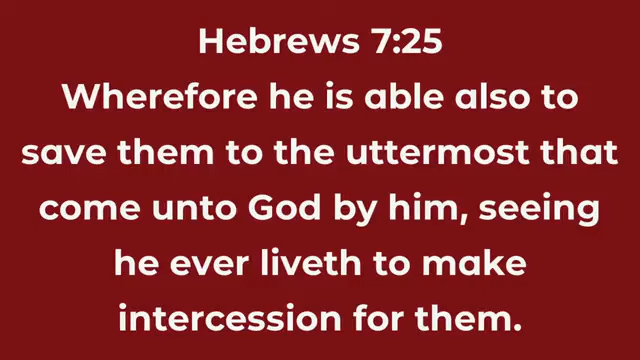 Hebrews 7:25
Wherefore he is able also to
save them to the uttermost that
come unto God by him, seeing
he ever liveth to make
intercession for them.